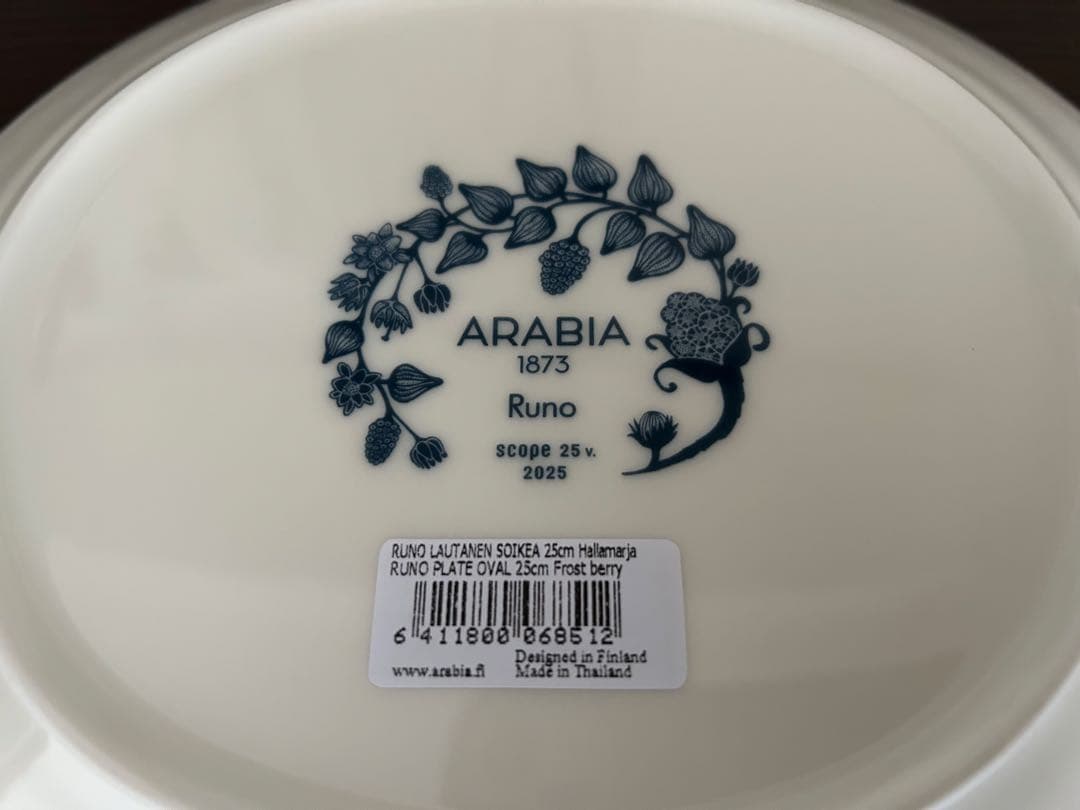 ARABIA
1873
Runo
scope 25 v.
2025
RUNO LAUTANEN SOIKEA 25cm Hallamarja
RUNO PLATE OVAL 25cm Frost berry
6 411800 068512
Designed in Finland
www.arabia.fi Made in Thailand